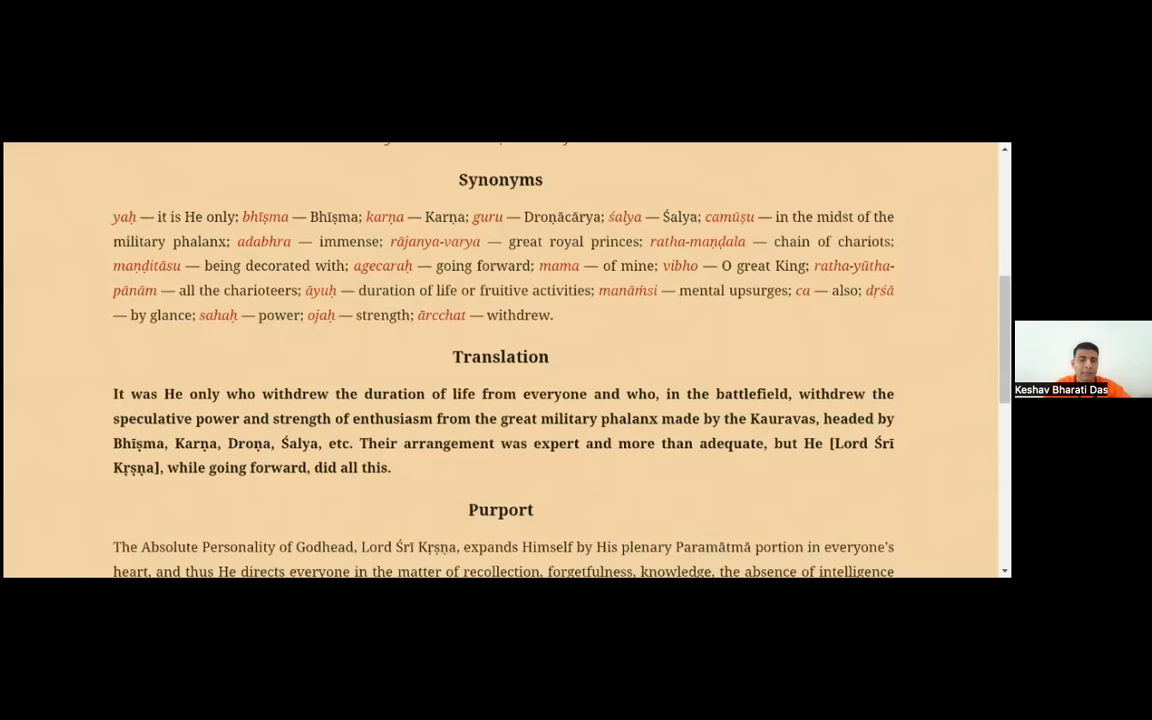 Synonyms
yaḥ — it is He only; bhīṣma — Bhīṣma; karṇa — Karṇa; guru — Droṇācārya; śalya — Śalya; camūṣu — in the midst of the
military phalanx; adabhra — immense; rājanya-varya — great royal princes; ratha-maṇḍala — chain of chariots;
maṇḍitāsu — being decorated with; agecaraḥ — going forward; mama — of mine; vibho — O great King; ratha-yūtha-
pānām — all the charioteers; āyuḥ — duration of life or fruitive activities; manāṁsi — mental upsurges; ca — also; dṛśā
— by glance; sahaḥ — power; ojaḥ — strength; ārcchat — withdrew.
Translation
It was He only who withdrew the duration of life from everyone and who, in the battlefield, withdrew the
speculative power and strength of enthusiasm from the great military phalanx made by the Kauravas, headed by
Bhīṣma, Karṇa, Droṇa, Śalya, etc. Their arrangement was expert and more than adequate, but He [Lord Śrī
Kṛṣṇa], while going forward, did all this.
Purport
The Absolute Personality of Godhead, Lord Śrī Kṛṣṇa, expands Himself by His plenary Paramātmā portion in everyone's
heart, and thus He directs everyone in the matter of recollection, forgetfulness, knowledge, the absence of intelligence
Keshav Bharati Das